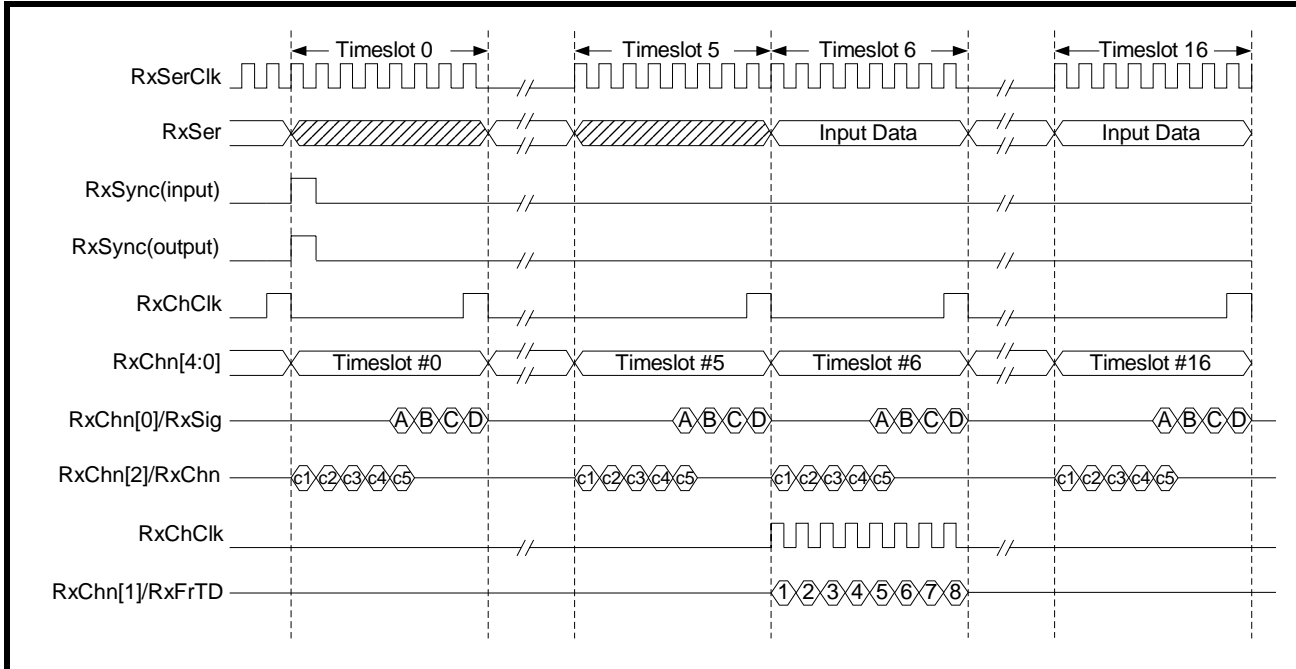 Timeslot 0 Timeslot 5 Timeslot 6 Timeslot 16
RxSerClk
RxSer Input Data Input Data
RxSync(input)
RxSync(output)
RxChClk
RxChn[4:0] Timeslot #0 Timeslot #5 Timeslot #6 Timeslot #16
RxChn[0]/RxSig A B C D A B C D A B C D A B C D
RxChn[2]/RxChn c1 c2 c3 c4 c5 c1 c2 c3 c4 c5 c1 c2 c3 c4 c5 c1 c2 c3 c4 c5
RxChClk
RxChn[1]/RxFrTD 1 2 3 4 5 6 7 8